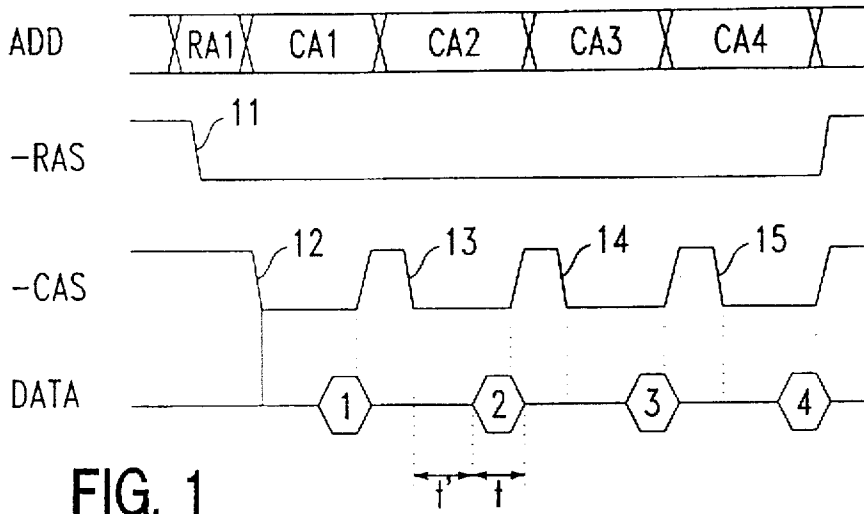 ADD RA1 CA1 CA2 CA3 CA4
11
-RAS
12 13 14 15
-CAS
DATA 1 2 3 4
t' t
FIG. 1